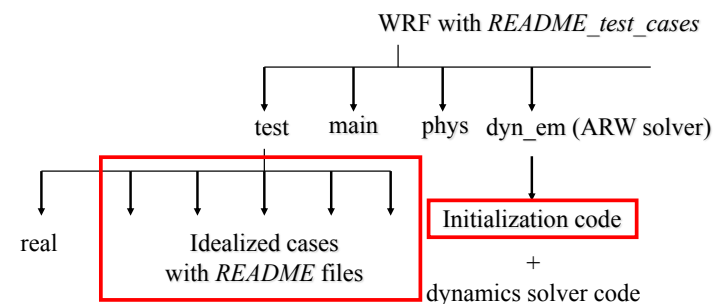 WRF with README_test_cases
test main phys dyn_em (ARW solver)
real
Idealized cases
with README files
Initialization code
+
dynamics solver code